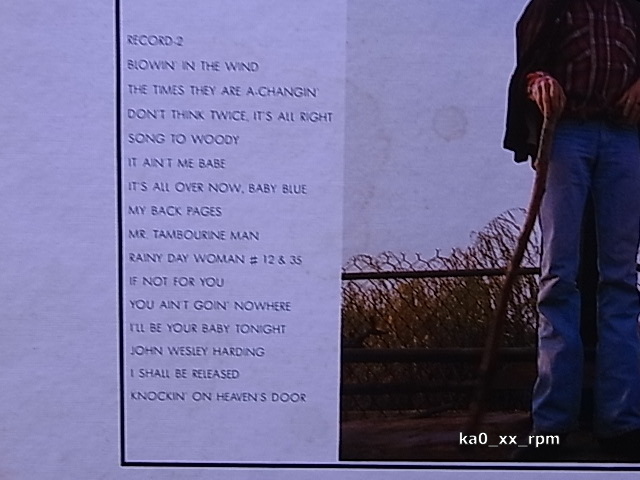 RECORD-2
BLOWIN' IN THE WIND
THE TIMES THEY ARE A-CHANGIN'
DON'T THINK TWICE, IT'S ALL RIGHT
SONG TO WOODY
IT AIN'T ME BABE
IT'S ALL OVER NOW, BABY BLUE
MY BACK PAGES
MR. TAMBOURINE MAN
RAINY DAY WOMAN # 12 & 35
IF NOT FOR YOU
YOU AIN'T GOIN' NOWHERE
I'LL BE YOUR BABY TONIGHT
JOHN WESLEY HARDING
I SHALL BE RELEASED
KNOCKIN' ON HEAVEN'S DOOR
ka0_xx_rpm